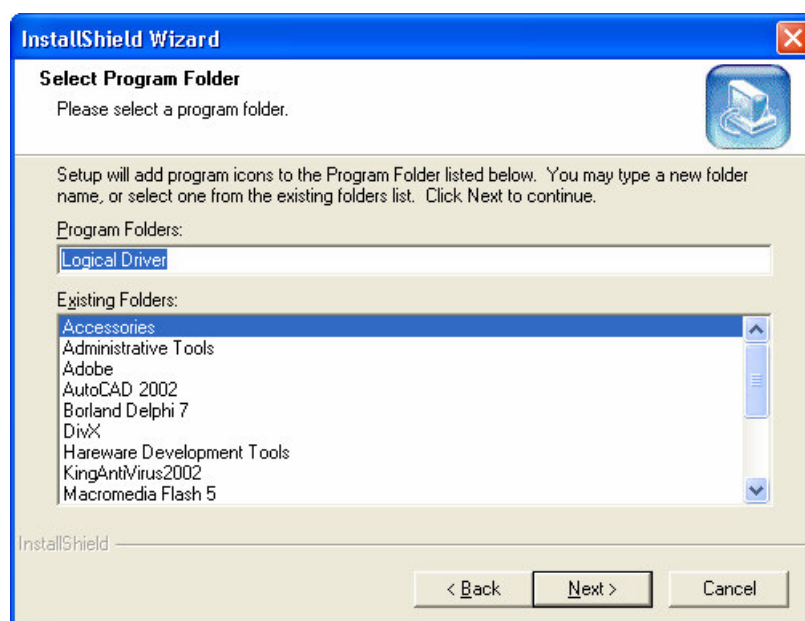 InstallShield Wizard
Select Program Folder
Please select a program folder.
Setup will add program icons to the Program Folder listed below. You may type a new folder
name, or select one from the existing folders list. Click Next to continue.
Program Folders:
Logical Driver
Existing Folders:
Accessories
Administrative Tools
Adobe
AutoCAD 2002
Borland Delphi 7
DivX
Hareware Development Tools
KingAntiVirus2002
Macromedia Flash 5
InstallShield
< Back
Next >
Cancel